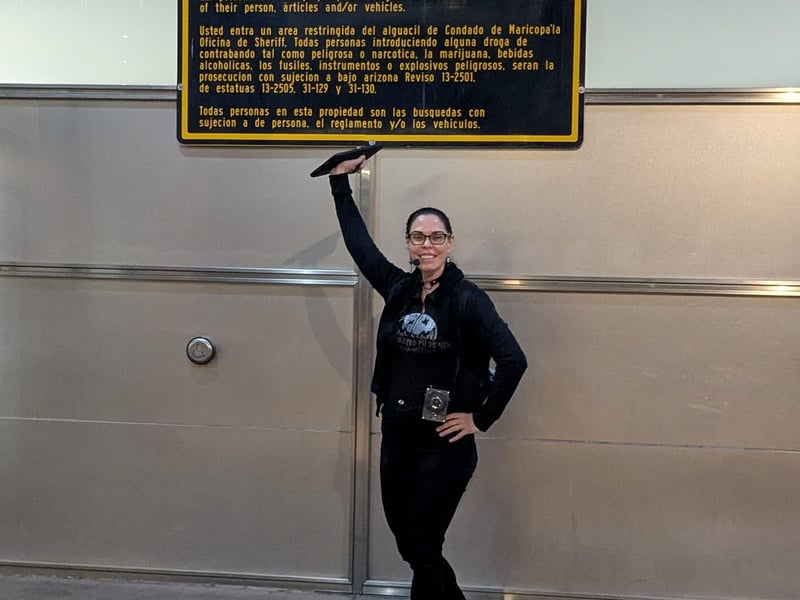 of their person, articles and/or vehicles.
Usted entra un area restringida del alguacil de Condado de Maricopa'la
Oficina de Sheriff. Todas personas introduciendo alguna droga de
contrabando tal como peligrosa o narcotica, la marijuana, bebidas
alcoholicas, los fusiles, instrumentos o explosivos peligrosos, seran la
prosecucion con sujecion a bajo arizona Reviso 13-2501,
de estatuas 13-2505, 31-129 y 31-130.
Todas personas en esta propiedad son las busquedas con
sujecion a de persona, el reglamento y/o los vehiculos.